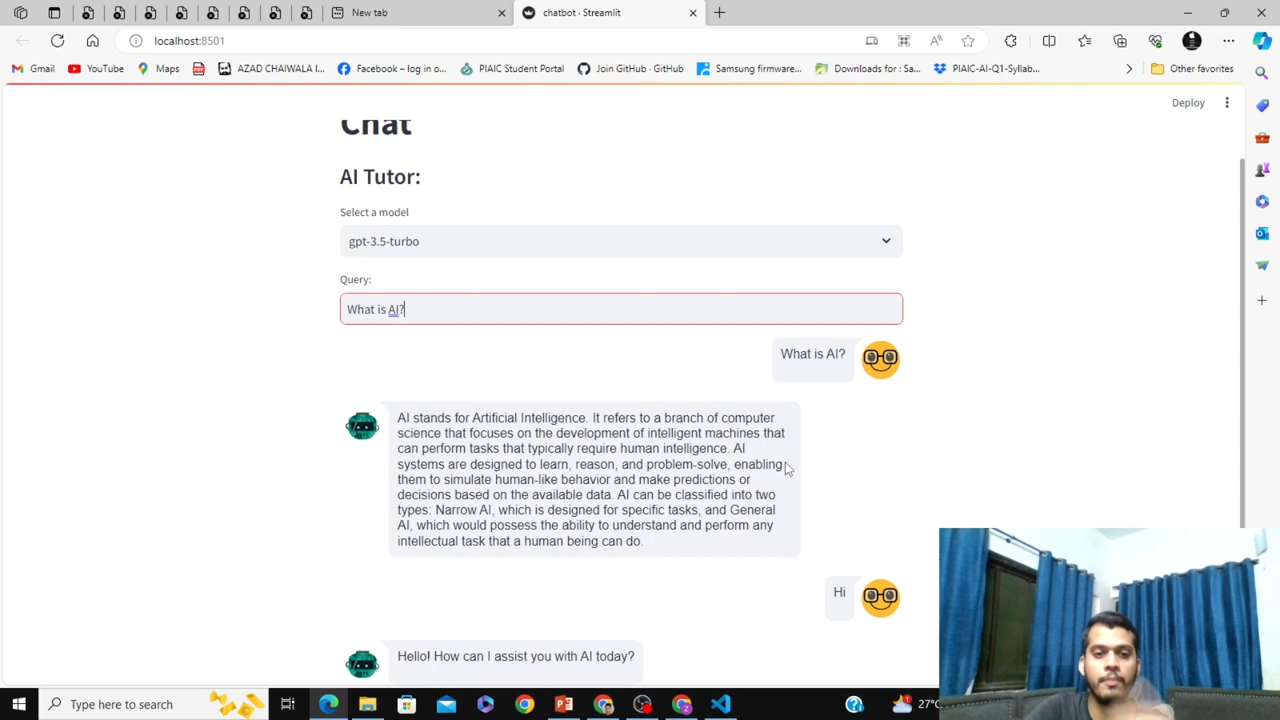 New tab
chatbot · Streamlit
localhost:8501
Gmail
YouTube
Maps
AZAD CHAIWALA I...
Facebook – log in o...
PIAIC Student Portal
Join GitHub · GitHub
Samsung firmware...
Downloads for : Sa...
PIAIC-AI-Q1-Syllab...
Other favorites
Deploy
Chat
AI Tutor:
Select a model
gpt-3.5-turbo
Query:
What is AI?
What is AI?
AI stands for Artificial Intelligence. It refers to a branch of computer
science that focuses on the development of intelligent machines that
can perform tasks that typically require human intelligence. AI
systems are designed to learn, reason, and problem-solve, enabling
them to simulate human-like behavior and make predictions or
decisions based on the available data. AI can be classified into two
types: Narrow AI, which is designed for specific tasks, and General
AI, which would possess the ability to understand and perform any
intellectual task that a human being can do.
Hi
Hello! How can I assist you with AI today?
Type here to search
27°